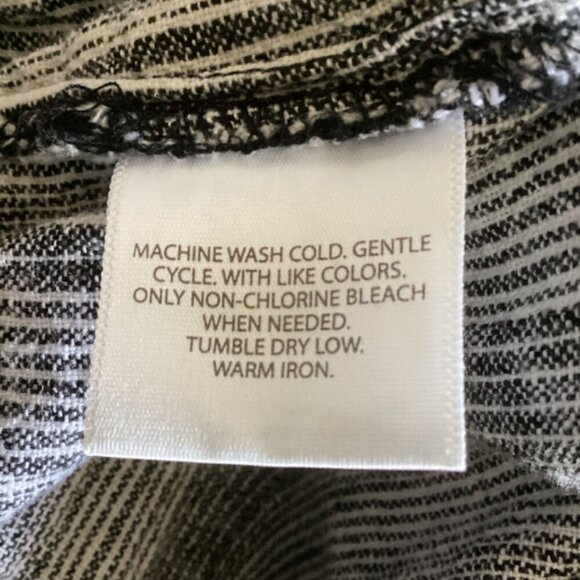 MACHINE WASH COLD. GENTLE
CYCLE. WITH LIKE COLORS.
ONLY NON-CHLORINE BLEACH
WHEN NEEDED.
TUMBLE DRY LOW.
WARM IRON.